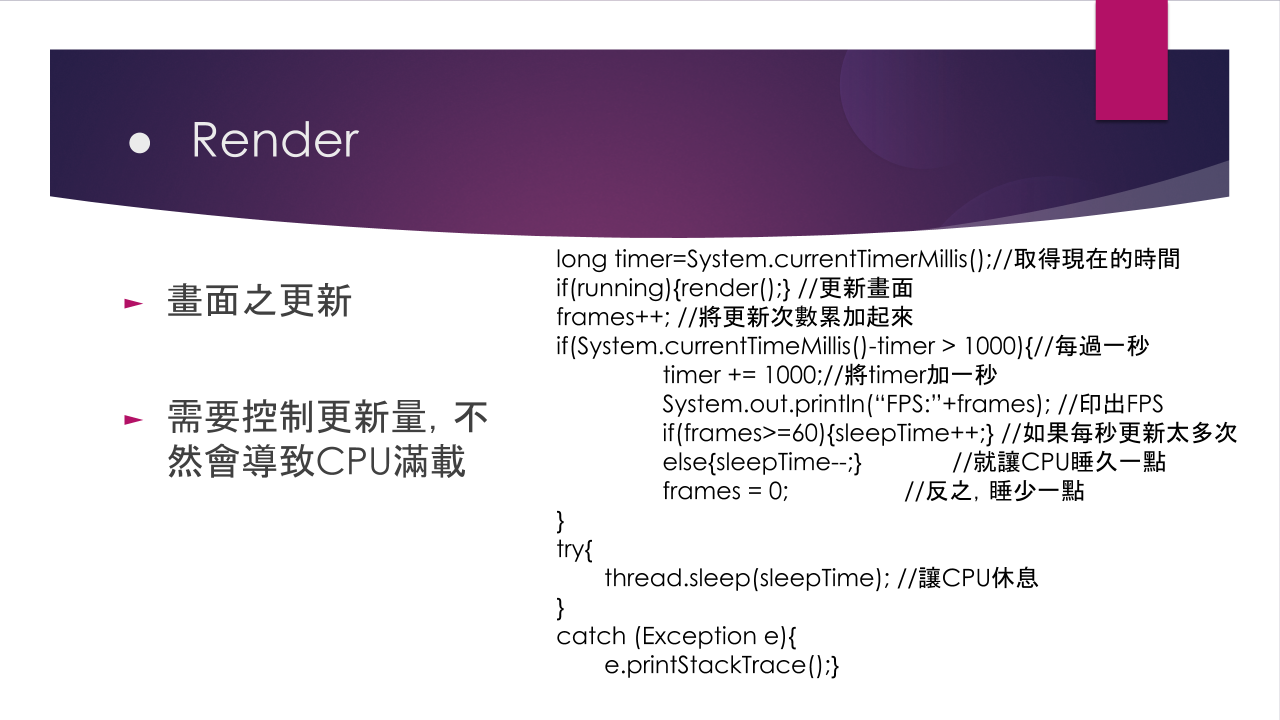 ● Render
► 畫面之更新
► 需要控制更新量，不
然會導致CPU滿載
long timer=System.currentTimerMillis();//取得現在的時間
if(running){render();} //更新畫面
frames++; //將更新次數累加起來
if(System.currentTimeMillis()-timer > 1000){//每過一秒
timer += 1000;//將timer加一秒
System.out.println(“FPS:”+frames); //印出FPS
if(frames>=60){sleepTime++;} //如果每秒更新太多次
else{sleepTime--;} //就讓CPU睡久一點
frames = 0; //反之，睡少一點
}
try{
thread.sleep(sleepTime); //讓CPU休息
}
catch (Exception e){
e.printStackTrace();}